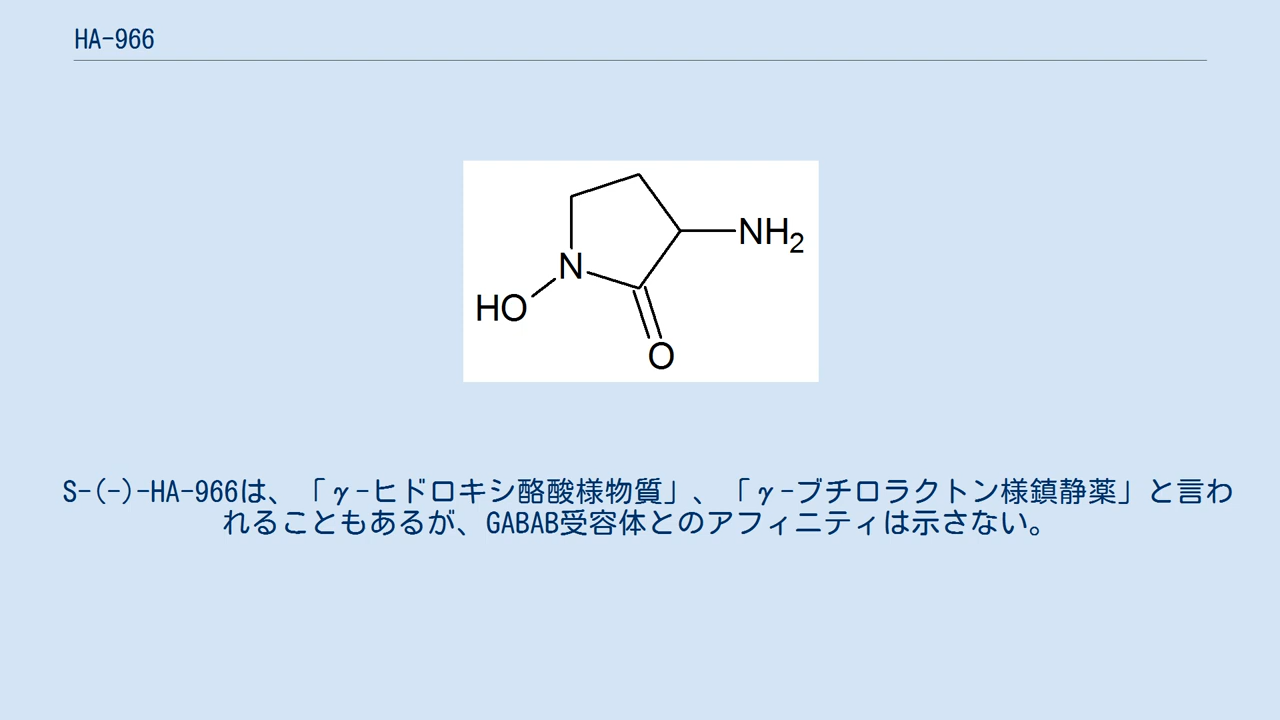 HA-966
NH2
N
HO
O
S-(-)-HA-966は、「γ-ヒドロキシ酪酸様物質」、「γ-ブチロラクトン様鎮静薬」と言わ
れることもあるが、GABAB受容体とのアフィニティは示さない。